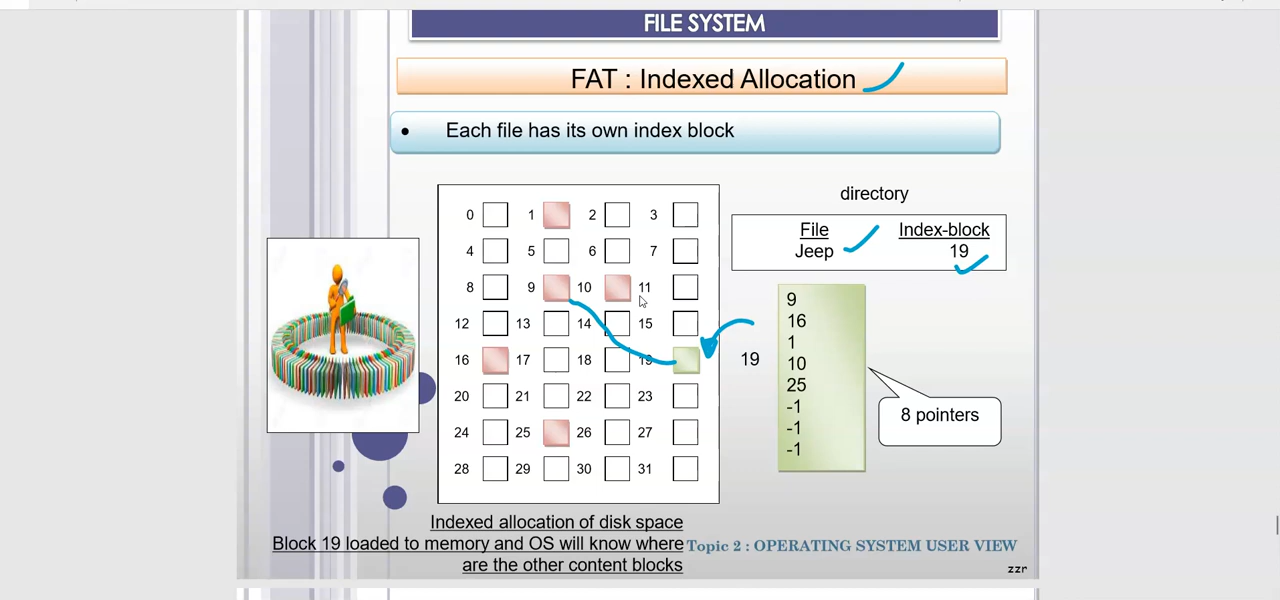 FILE SYSTEM
FAT : Indexed Allocation
• Each file has its own index block
directory
File Index-block
Jeep 19
0 1 2 3
4 5 6 7
8 9 10 11
12 13 14 15
16 17 18 19
20 21 22 23
24 25 26 27
28 29 30 31
19
9
16
1
10
25
-1
-1
-1
8 pointers
Indexed allocation of disk space
Block 19 loaded to memory and OS will know where
are the other content blocks
Topic 2 : OPERATING SYSTEM USER VIEW
zzr